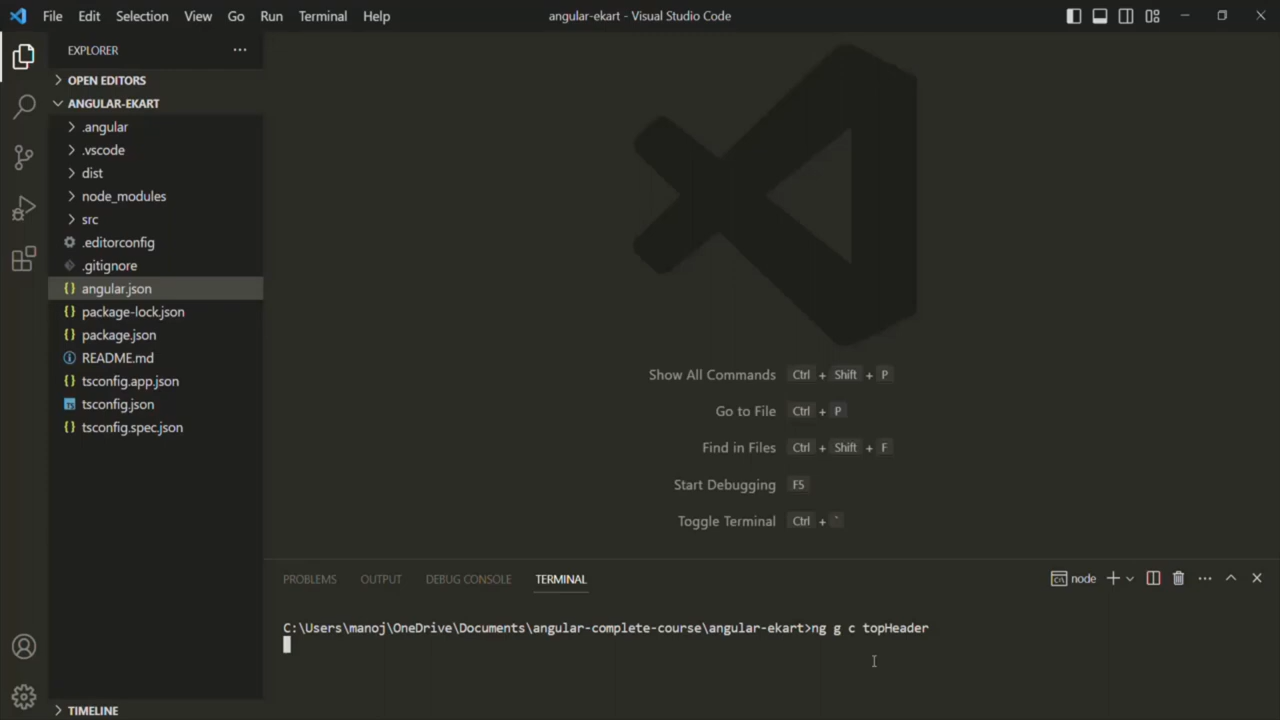 File Edit Selection View Go Run Terminal Help
angular-ekart - Visual Studio Code
EXPLORER
OPEN EDITORS
ANGULAR-EKART
.angular
.vscode
dist
node_modules
src
.editorconfig
.gitignore
{} angular.json
{} package-lock.json
{} package.json
README.md
{} tsconfig.app.json
TS tsconfig.json
{} tsconfig.spec.json
TIMELINE
Show All Commands Ctrl + Shift + P
Go to File Ctrl + P
Find in Files Ctrl + Shift + F
Start Debugging F5
Toggle Terminal Ctrl + `
PROBLEMS OUTPUT DEBUG CONSOLE TERMINAL
node
C:\Users\manoj\OneDrive\Documents\angular-complete-course\angular-ekart>ng g c topHeader